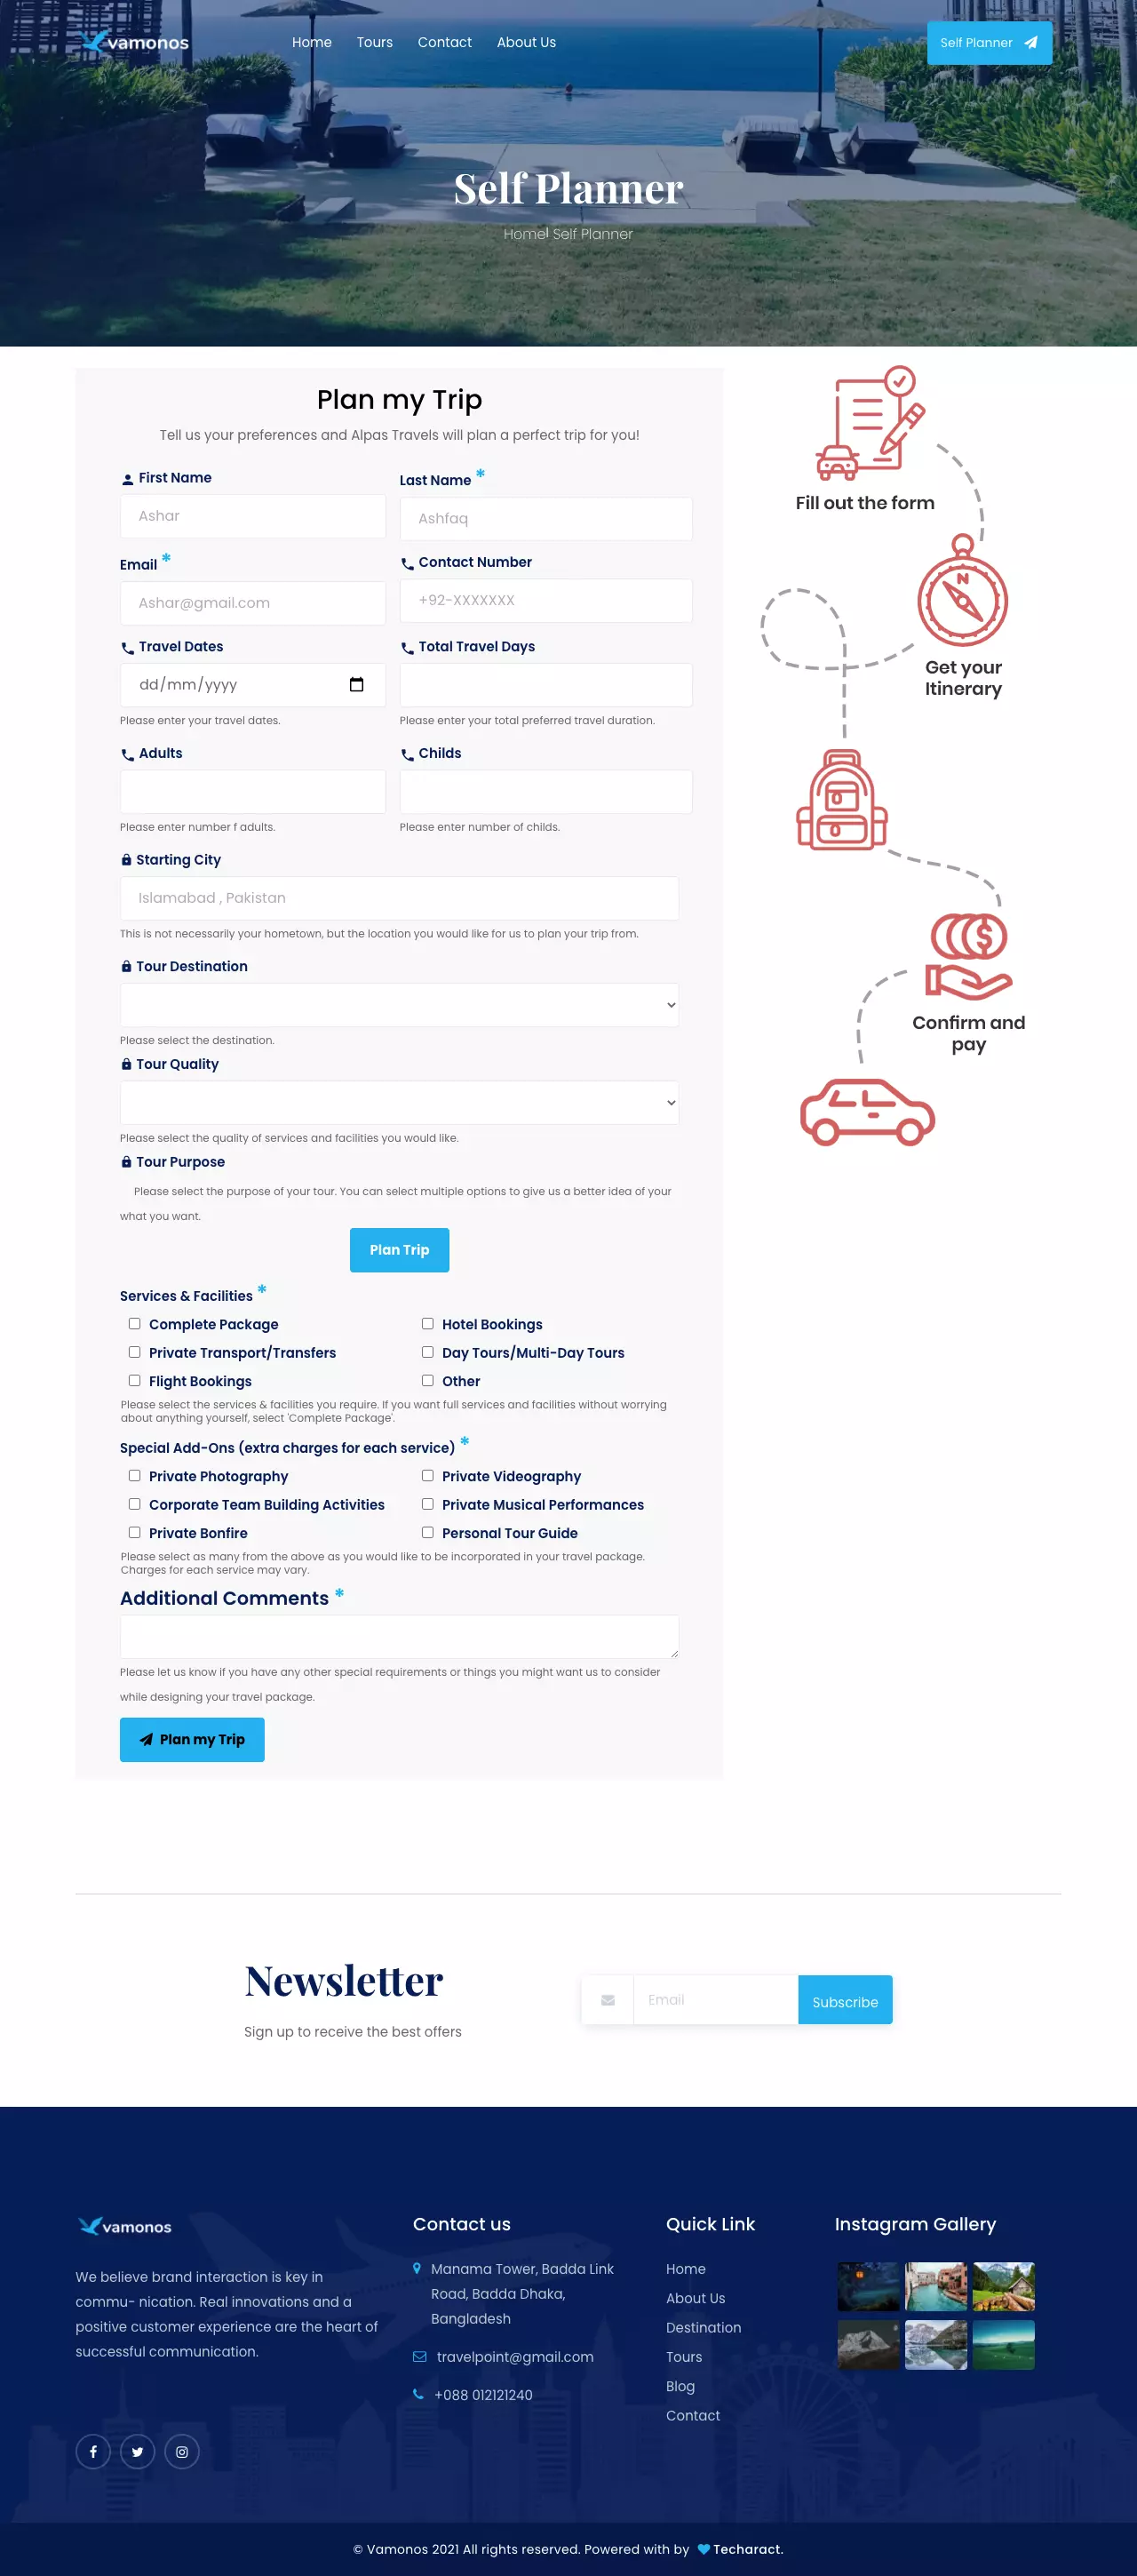 vamonos
Home Tours Contact About Us
Self Planner
Self Planner
Home| Self Planner
Plan my Trip
Tell us your preferences and Alpas Travels will plan a perfect trip for you!
First Name
Ashar
Last Name *
Ashfaq
Email *
Ashar@gmail.com
Contact Number
+92-XXXXXXX
Travel Dates
dd/mm/yyyy
Please enter your travel dates.
Total Travel Days
Please enter your total preferred travel duration.
Adults
Please enter number f adults.
Childs
Please enter number of childs.
Starting City
Islamabad , Pakistan
This is not necessarily your hometown, but the location you would like for us to plan your trip from.
Tour Destination
Please select the destination.
Tour Quality
Please select the quality of services and facilities you would like.
Tour Purpose
Please select the purpose of your tour. You can select multiple options to give us a better idea of your
what you want.
Plan Trip
Services & Facilities *
Complete Package
Hotel Bookings
Private Transport/Transfers
Day Tours/Multi-Day Tours
Flight Bookings
Other
Please select the services & facilities you require. If you want full services and facilities without worrying
about anything yourself, select 'Complete Package'.
Special Add-Ons (extra charges for each service) *
Private Photography
Private Videography
Corporate Team Building Activities
Private Musical Performances
Private Bonfire
Personal Tour Guide
Please select as many from the above as you would like to be incorporated in your travel package.
Charges for each service may vary.
Additional Comments *
Please let us know if you have any other special requirements or things you might want us to consider
while designing your travel package.
Plan my Trip
Fill out the form
N
Get your
Itinerary
$
Confirm and
pay
Newsletter
Sign up to receive the best offers
Email
Subscribe
vamonos
We believe brand interaction is key in
commu- nication. Real innovations and a
positive customer experience are the heart of
successful communication.
Contact us
Manama Tower, Badda Link
Road, Badda Dhaka,
Bangladesh
travelpoint@gmail.com
+088 012121240
Quick Link
Home
About Us
Destination
Tours
Blog
Contact
Instagram Gallery
© Vamonos 2021 All rights reserved. Powered with by Techaract.